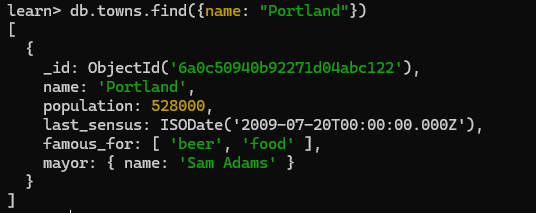 learn> db.towns.find({name: "Portland"})
[
  {
    _id: ObjectId('6a0c50940b92271d04abc122'),
    name: 'Portland',
    population: 528000,
    last_sensus: ISODate('2009-07-20T00:00:00.000Z'),
    famous_for: [ 'beer', 'food' ],
    mayor: { name: 'Sam Adams' }
  }
]